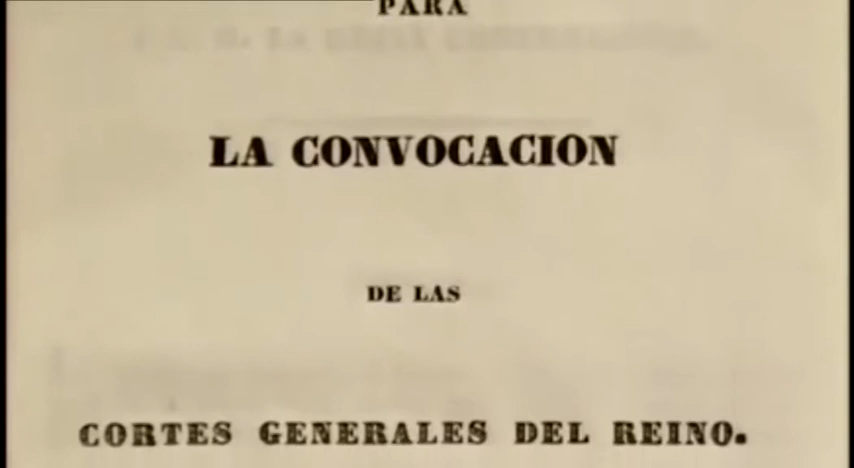 PARA
LA CONVOCACION
DE LAS
CORTES GENERALES DEL REINO.